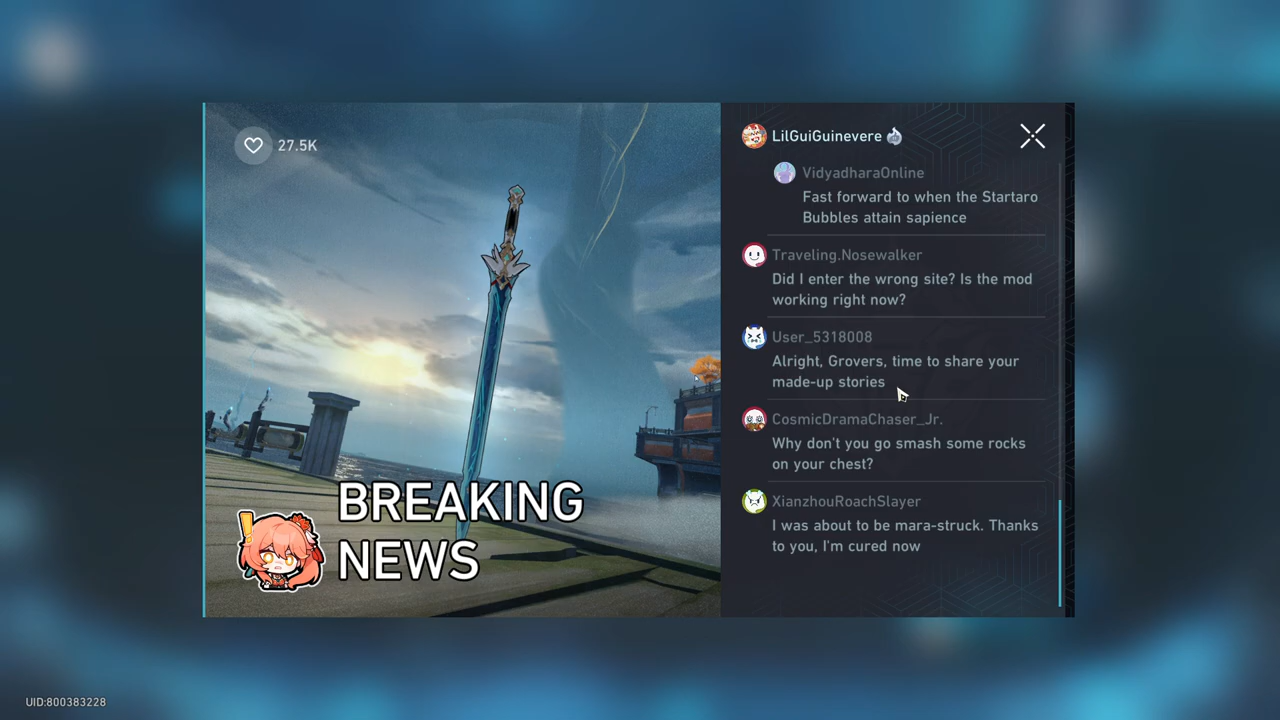 27.5K
BREAKING
NEWS
LilGuiGuinevere
VidyadharaOnline
Fast forward to when the Startaro
Bubbles attain sapience
Traveling.Nosewalker
Did I enter the wrong site? Is the mod
working right now?
User_5318008
Alright, Grovers, time to share your
made-up stories
CosmicDramaChaser_Jr.
Why don't you go smash some rocks
on your chest?
XianzhouRoachSlayer
I was about to be mara-struck. Thanks
to you, I'm cured now
UID:800383228